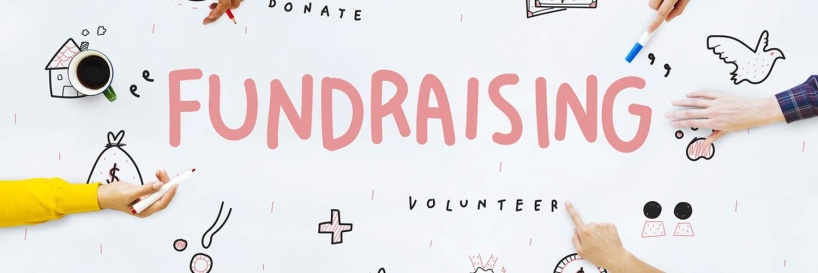 DONATE
FUNDRAISING
$
VOLUNTEER